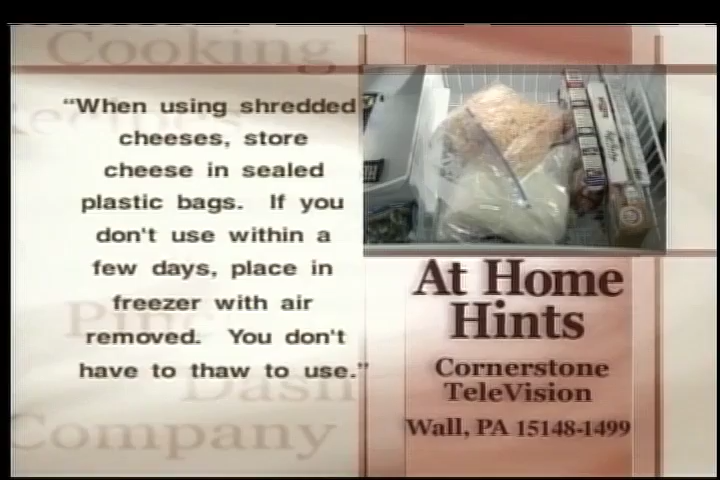 Cooking
"When using shredded
cheeses, store
cheese in sealed
plastic bags. If you
don't use within a
few days, place in
freezer with air
removed. You don't
have to thaw to use."
At Home
Hints
Cornerstone
TeleVision
Wall, PA 15148-1499
Dash
Company